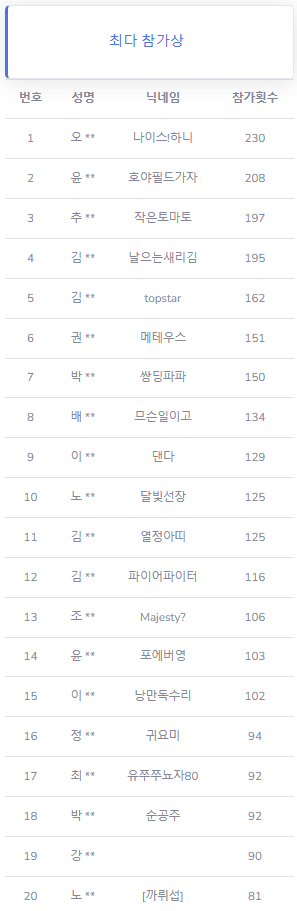 최다 참가상
번호 성명 닉네임 참가횟수
1 오 ** 나이스!하니 230
2 윤 ** 호야필드가자 208
3 추 ** 작은토마토 197
4 김 ** 날으는새리김 195
5 김 ** topstar 162
6 권 ** 메테우스 151
7 박 ** 쌍딩파파 150
8 배 ** 므슨일이고 134
9 이 ** 댄다 129
10 노 ** 달빛선장 125
11 김 ** 열정아띠 125
12 김 ** 파이어파이터 116
13 조 ** Majesty? 106
14 윤 ** 포에버영 103
15 이 ** 낭만독수리 102
16 정 ** 귀요미 94
17 최 ** 유쭈쭈뇨자80 92
18 박 ** 순공주 92
19 강 ** 90
20 노 ** [까뤼섭] 81